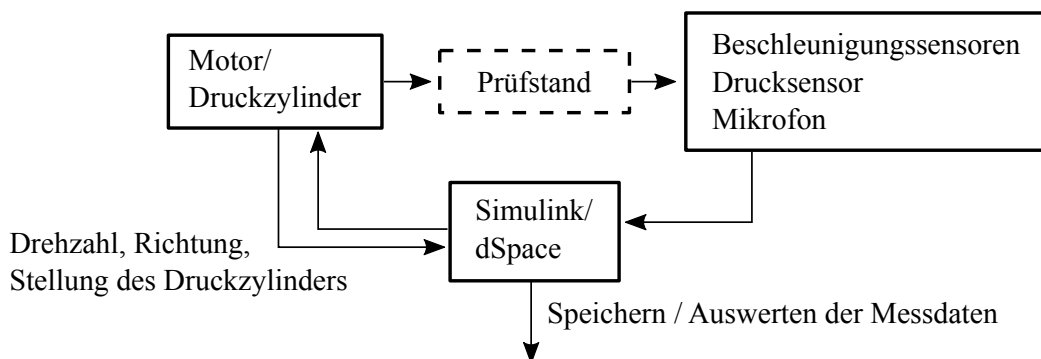 Motor/
Druckzylinder
Prüfstand
Beschleunigungssensoren
Drucksensor
Mikrofon
Simulink/
dSpace
Drehzahl, Richtung,
Stellung des Druckzylinders
Speichern / Auswerten der Messdaten